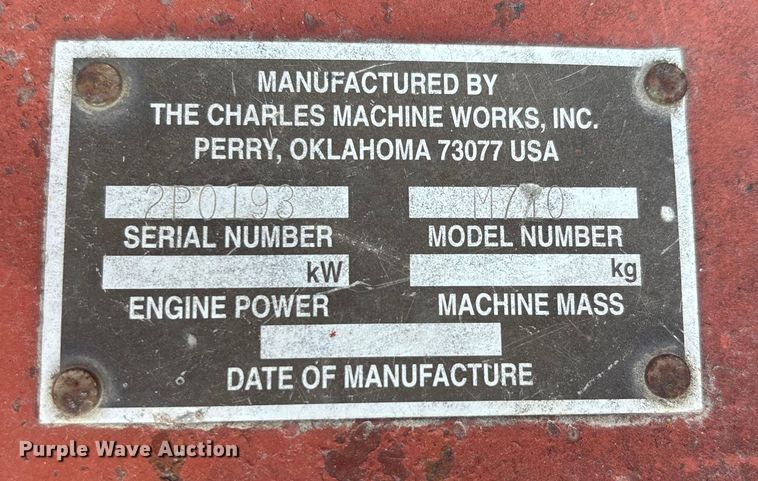 MANUFACTURED BY
THE CHARLES MACHINE WORKS, INC.
PERRY, OKLAHOMA 73077 USA
2P0193 M710
SERIAL NUMBER MODEL NUMBER
kW kg
ENGINE POWER MACHINE MASS
DATE OF MANUFACTURE
Purple Wave Auction